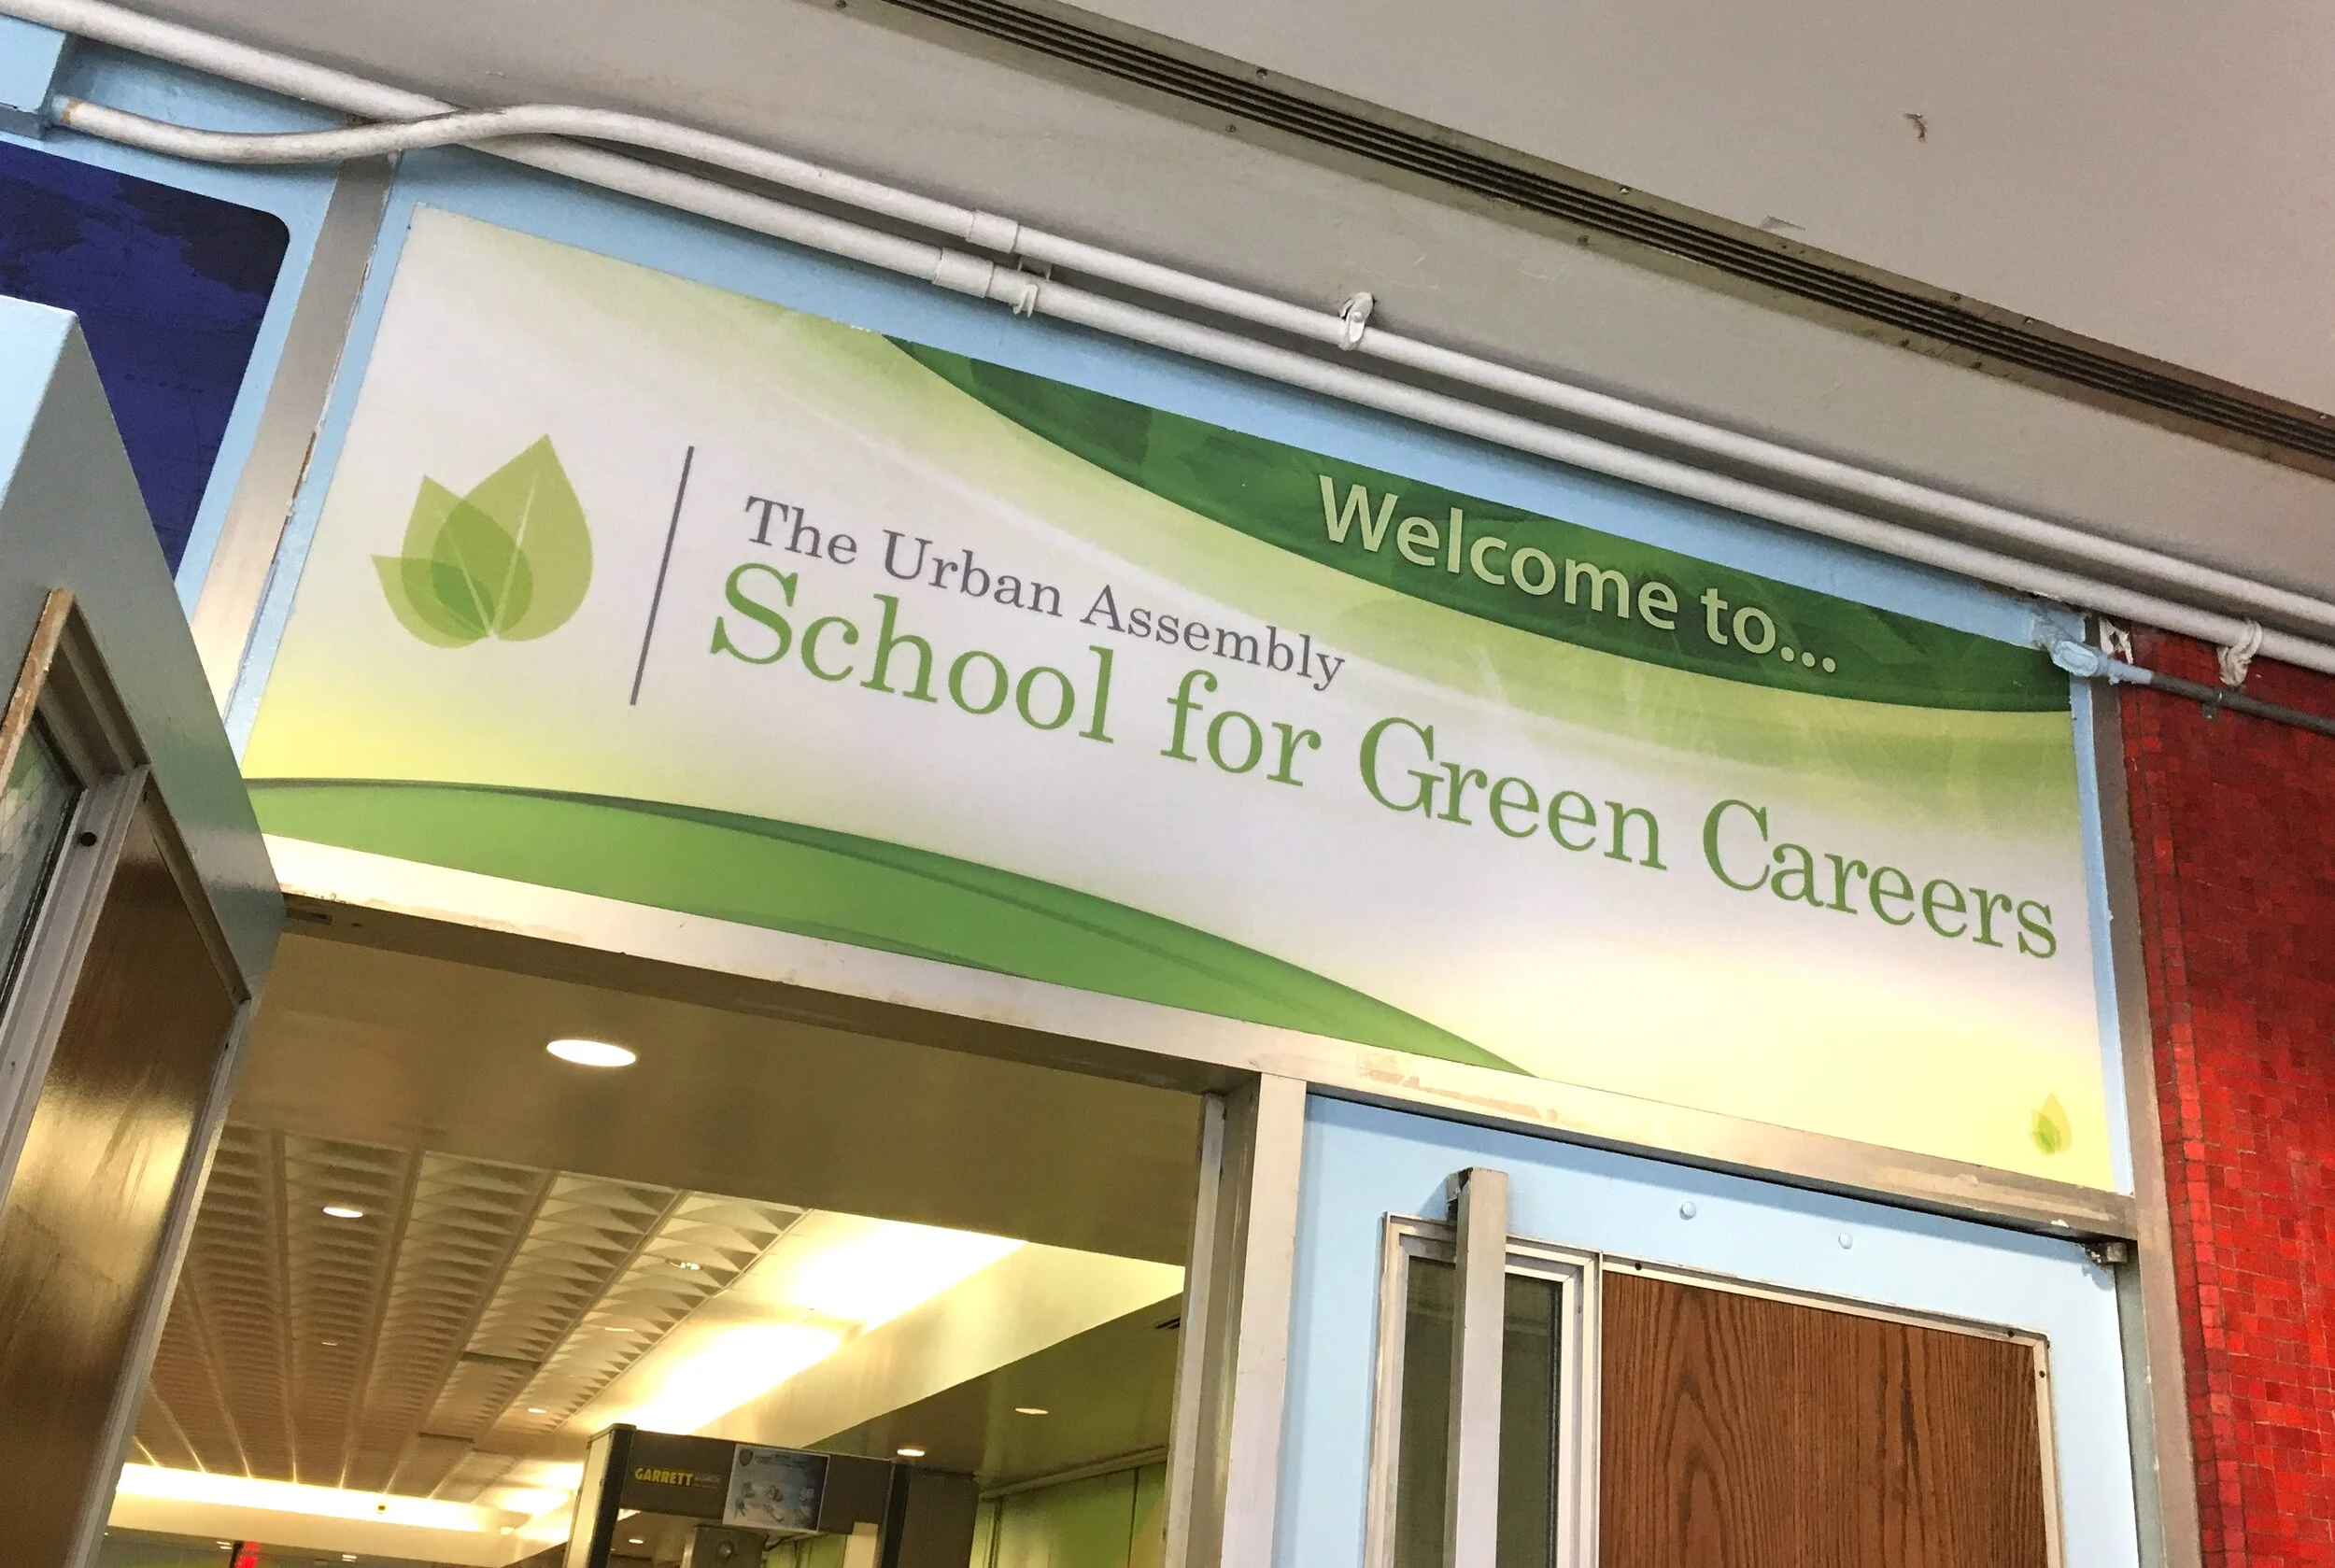 Welcome to...
The Urban Assembly
School for Green Careers
GARRETT